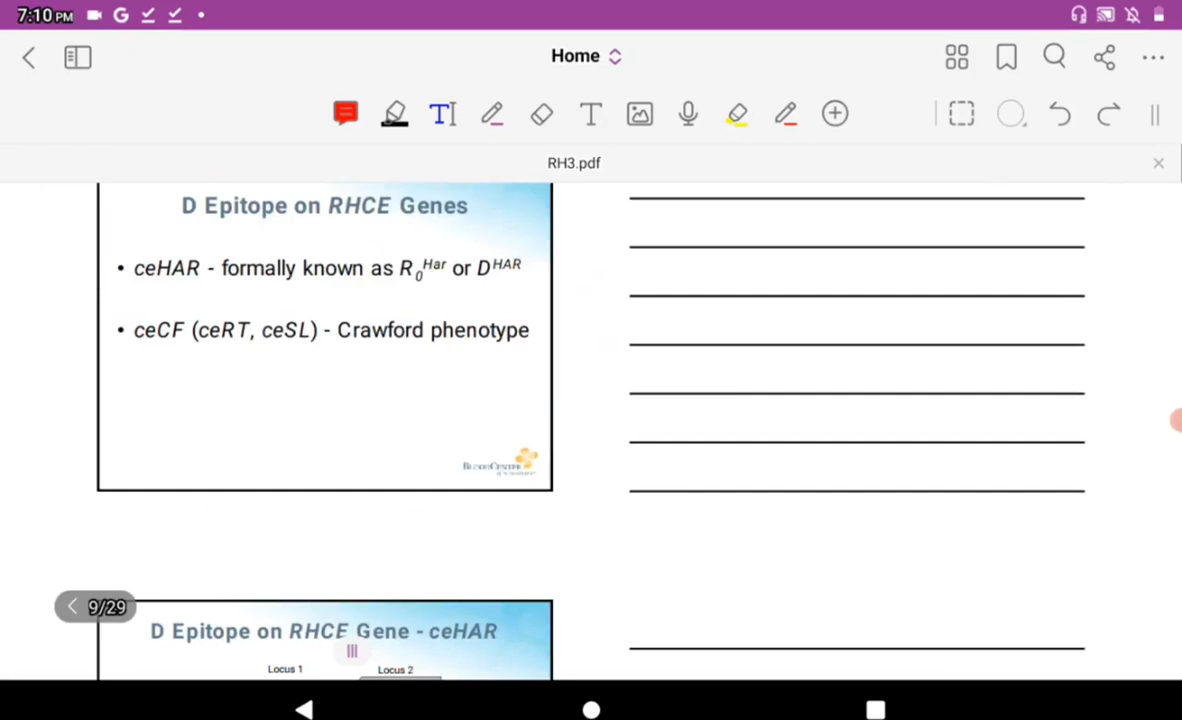 7:10 PM
Home
RH3.pdf
D Epitope on RHCE Genes
• ceHAR - formally known as R0Har or DHAR
• ceCF (ceRT, ceSL) - Crawford phenotype
BloodCenter
9/29
D Epitope on RHCE Gene - ceHAR
Locus 1 Locus 2